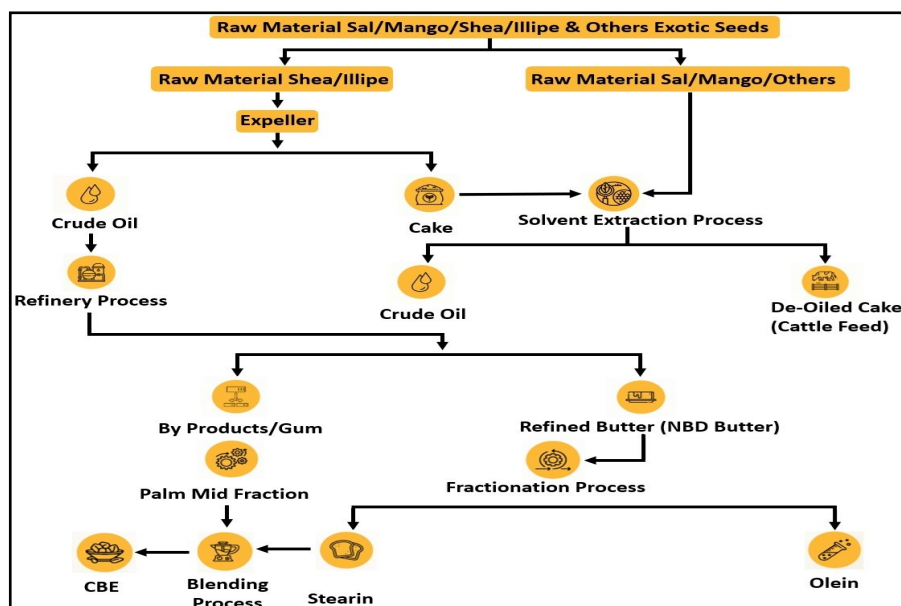 Raw Material Sal/Mango/Shea/Illipe & Others Exotic Seeds
Raw Material Shea/Illipe
Raw Material Sal/Mango/Others
Expeller
Crude Oil
Cake
Solvent Extraction Process
Refinery Process
Crude Oil
De-Oiled Cake
(Cattle Feed)
By Products/Gum
Refined Butter (NBD Butter)
Palm Mid Fraction
Fractionation Process
CBE
Blending
Process
Stearin
Olein